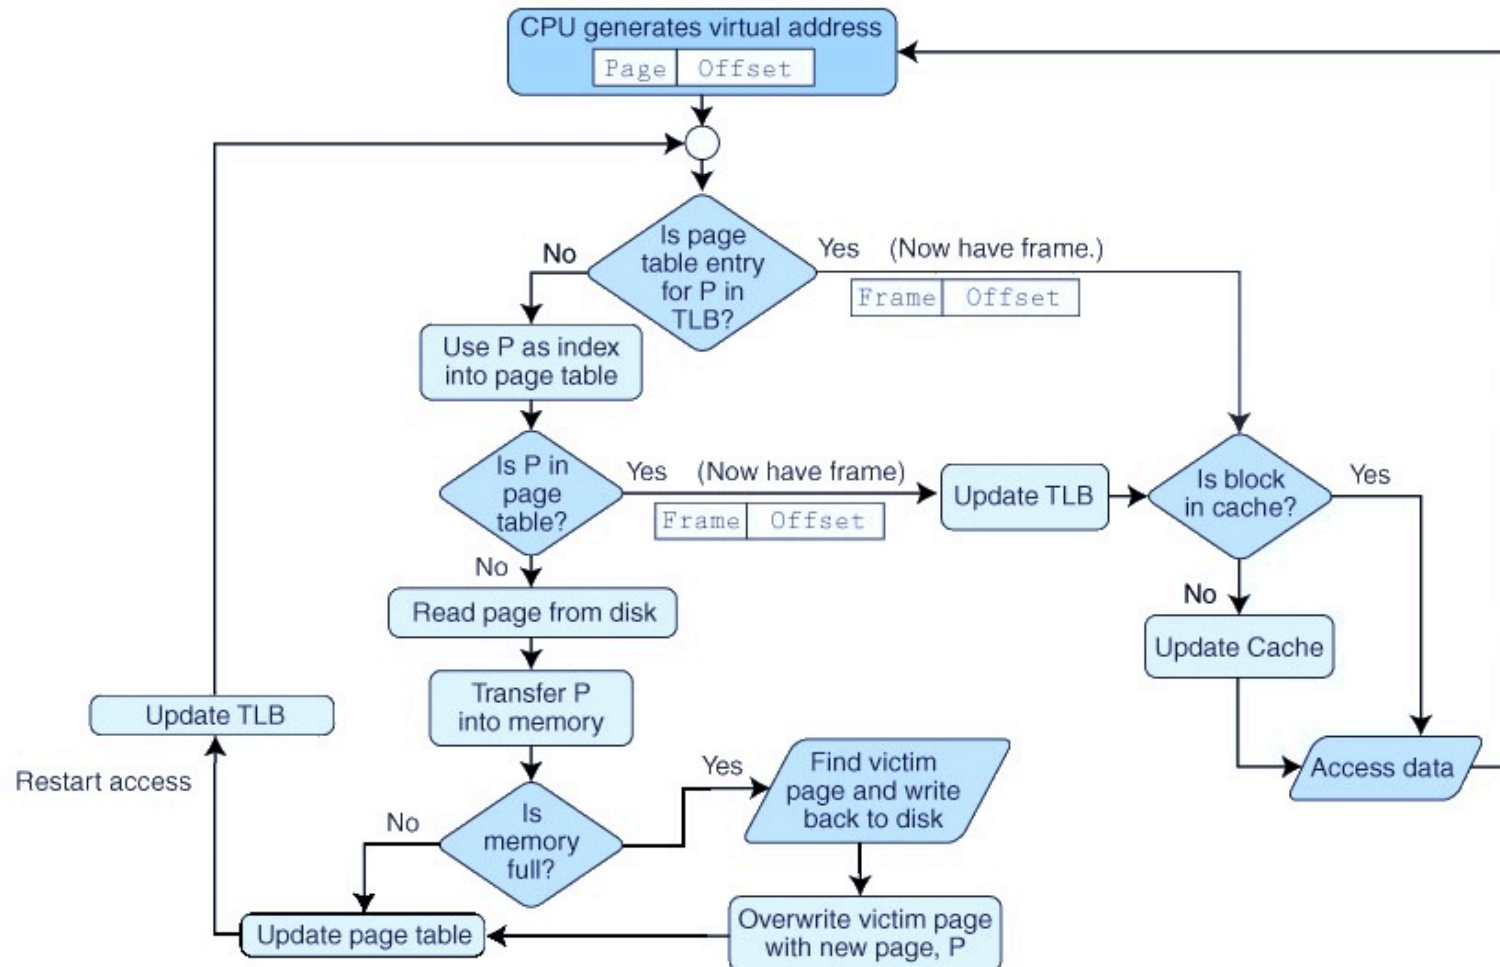 CPU generates virtual address
Page Offset
Is page
table entry
for P in
TLB?
No
Yes (Now have frame.)
Frame Offset
Use P as index
into page table
Is P in
page
table?
Yes (Now have frame)
Frame Offset
Update TLB
Is block
in cache?
Yes
No
Read page from disk
No
Update Cache
Transfer P
into memory
Update TLB
Restart access
Is
memory
full?
No
Yes
Find victim
page and write
back to disk
Access data
Update page table
Overwrite victim page
with new page, P